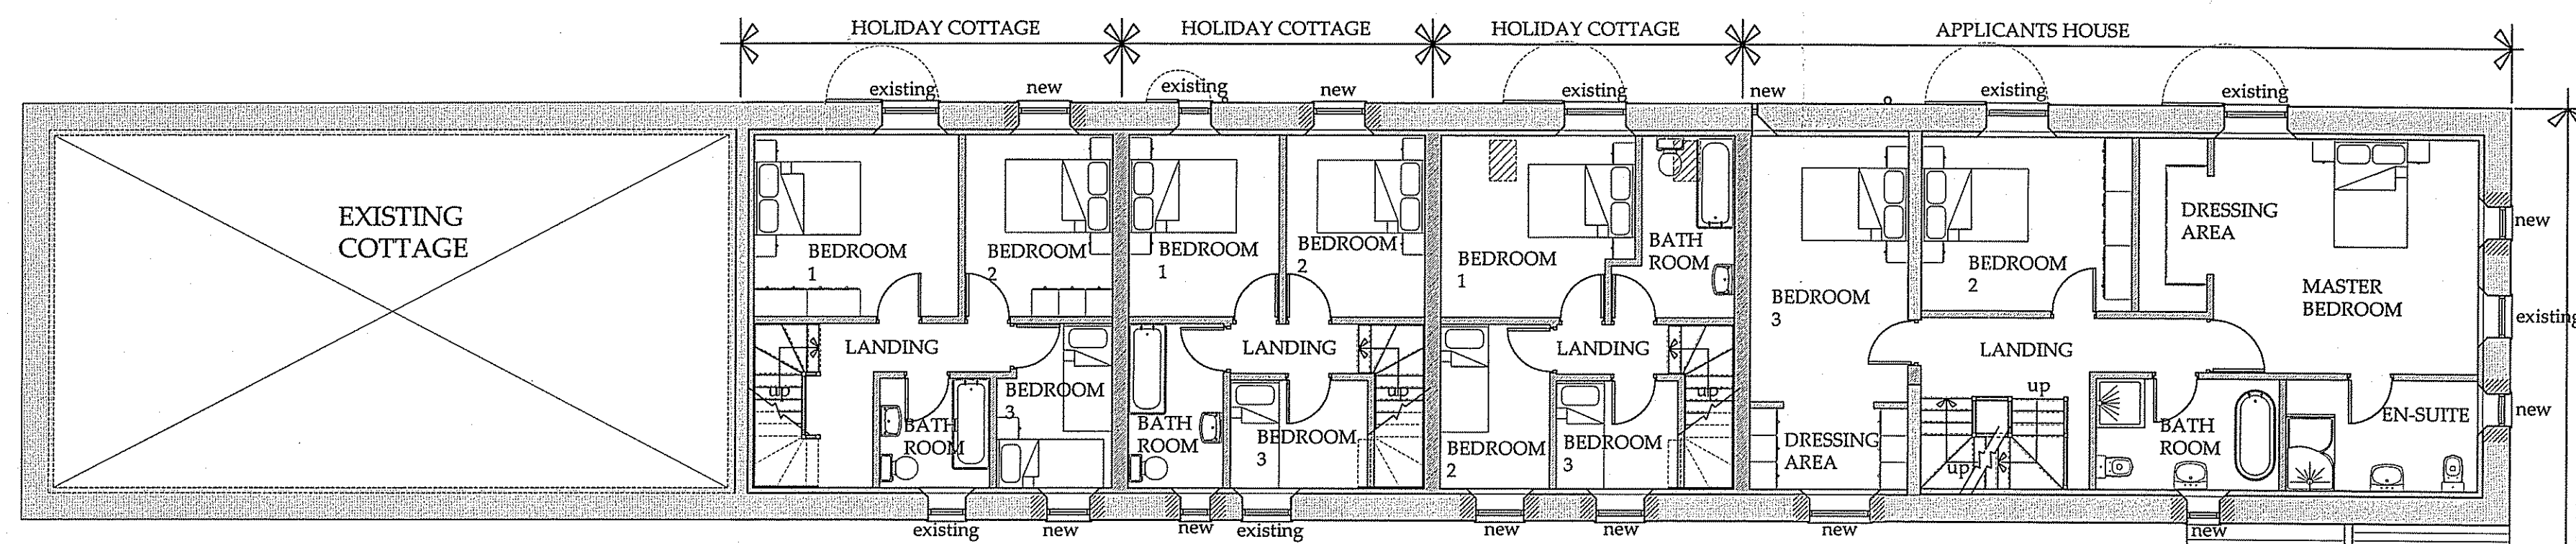 HOLIDAY COTTAGE
HOLIDAY COTTAGE
HOLIDAY COTTAGE
APPLICANTS HOUSE
existing
new
existing
new
existing
new
existing
existing
EXISTING
COTTAGE
BEDROOM
1
BEDROOM
2
BEDROOM
1
BEDROOM
2
BEDROOM
1
BATH
ROOM
BEDROOM
3
BEDROOM
2
DRESSING
AREA
MASTER
BEDROOM
new
existing
new
LANDING
LANDING
LANDING
LANDING
up
BATH
ROOM
BEDROOM
3
BATH
ROOM
BEDROOM
3
up
BEDROOM
2
BEDROOM
3
up
DRESSING
AREA
up
up
BATH
ROOM
EN-SUITE
existing
new
new
existing
new
new
new
new